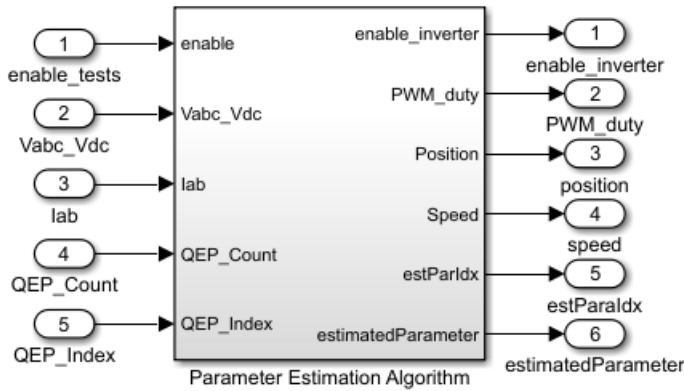 1
enable_tests
2
Vabc_Vdc
3
Iab
4
QEP_Count
5
QEP_Index
enable
Vabc_Vdc
Iab
QEP_Count
QEP_Index
enable_inverter
PWM_duty
Position
Speed
estParIdx
estimatedParameter
Parameter Estimation Algorithm
1
enable_inverter
2
PWM_duty
3
position
4
speed
5
estParaIdx
6
estimatedParameter